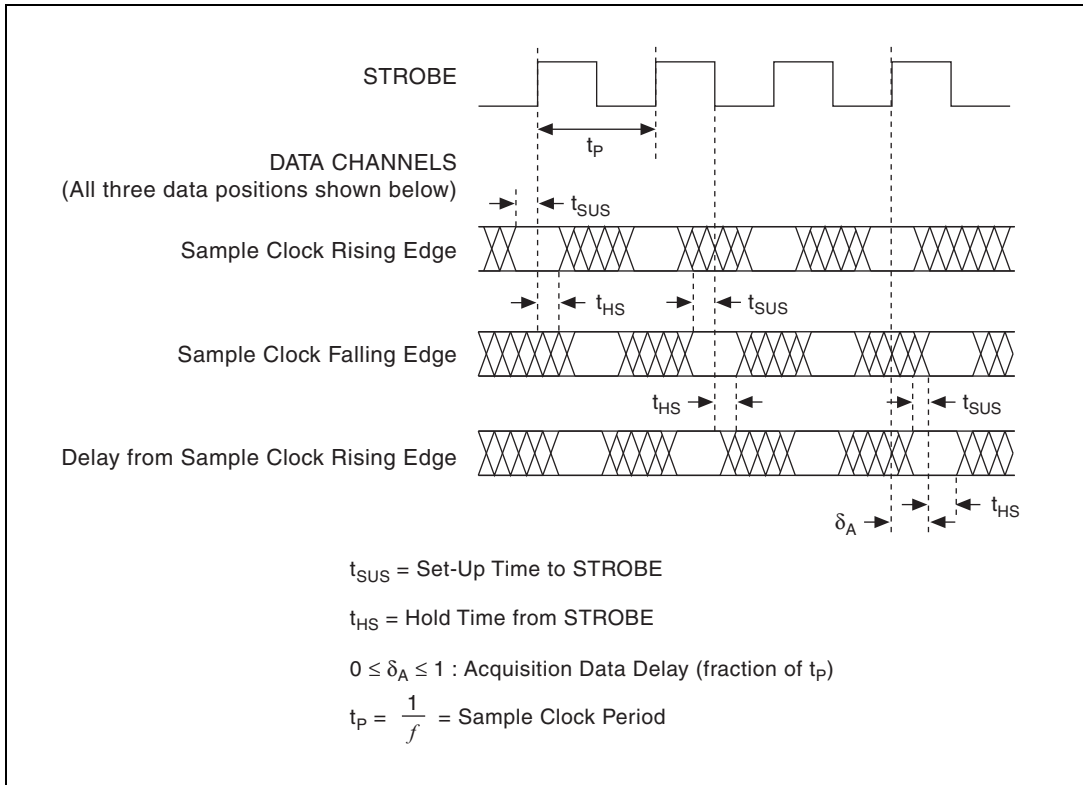 STROBE
t_P
DATA CHANNELS
(All three data positions shown below)
t_SUS
Sample Clock Rising Edge
t_HS
t_SUS
Sample Clock Falling Edge
t_HS
t_SUS
Delay from Sample Clock Rising Edge
t_HS
δ_A
t_SUS = Set-Up Time to STROBE
t_HS = Hold Time from STROBE
0 ≤ δ_A ≤ 1 : Acquisition Data Delay (fraction of t_P)
t_P = 1/f = Sample Clock Period